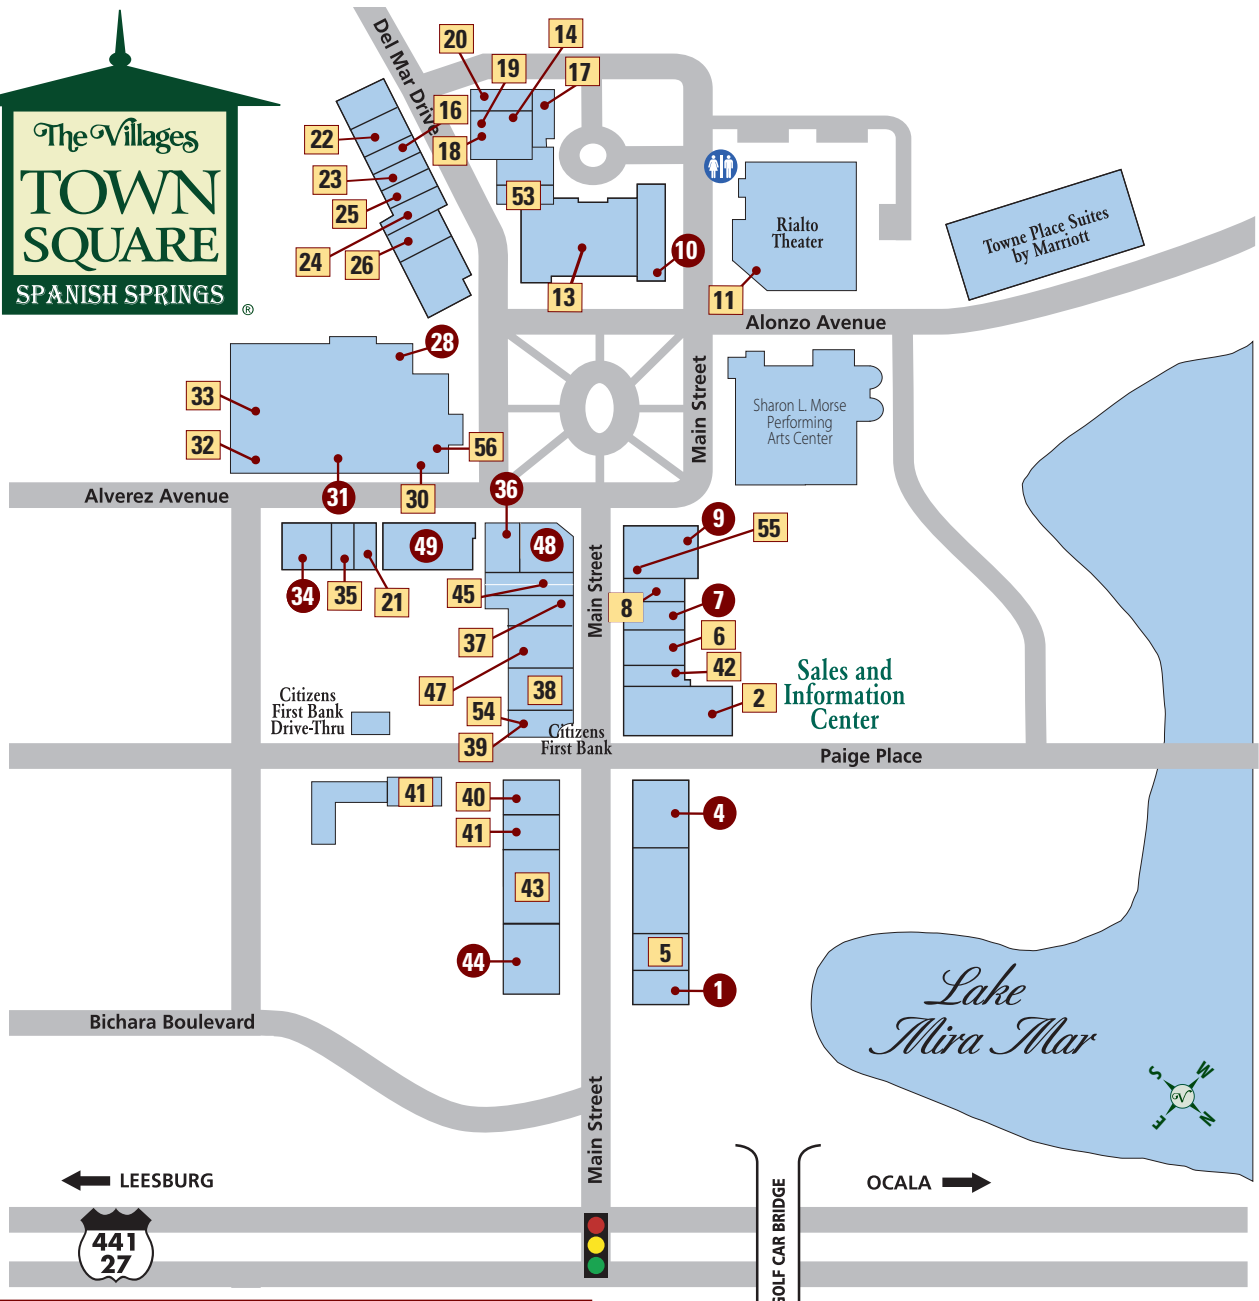 The Villages
TOWN
SQUARE
SPANISH SPRINGS
®
Del Mar Drive
20
14
19
17
16
18
22
23
25
24
26
53
13
10
11
Rialto
Theater
Towne Place Suites
by Marriott
Alonzo Avenue
28
33
32
31
30
56
Main Street
Sharon L. Morse
Performing
Arts Center
Alverez Avenue
36
34
35
21
49
48
45
37
47
38
54
39
Main Street
9
55
8
7
6
42
2
Sales and
Information
Center
Citizens
First Bank
Drive-Thru
Citizens
First Bank
Paige Place
41
40
41
43
44
4
5
1
Lake
Mira Mar
S
W
V
E
N
Bichara Boulevard
Main Street
LEESBURG
OCALA
441
27
GOLF CAR BRIDGE